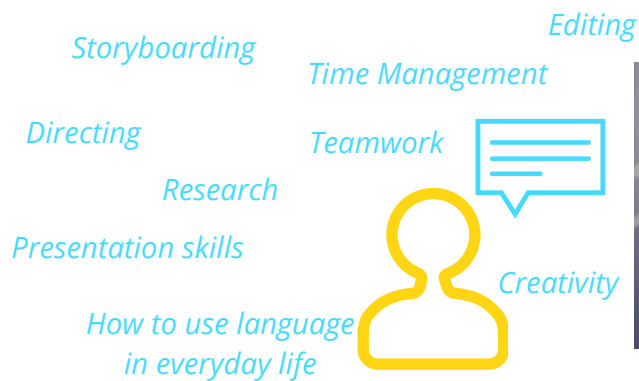 Editing
Storyboarding
Time Management
Directing
Teamwork
Research
Presentation skills
Creativity
How to use language
in everyday life